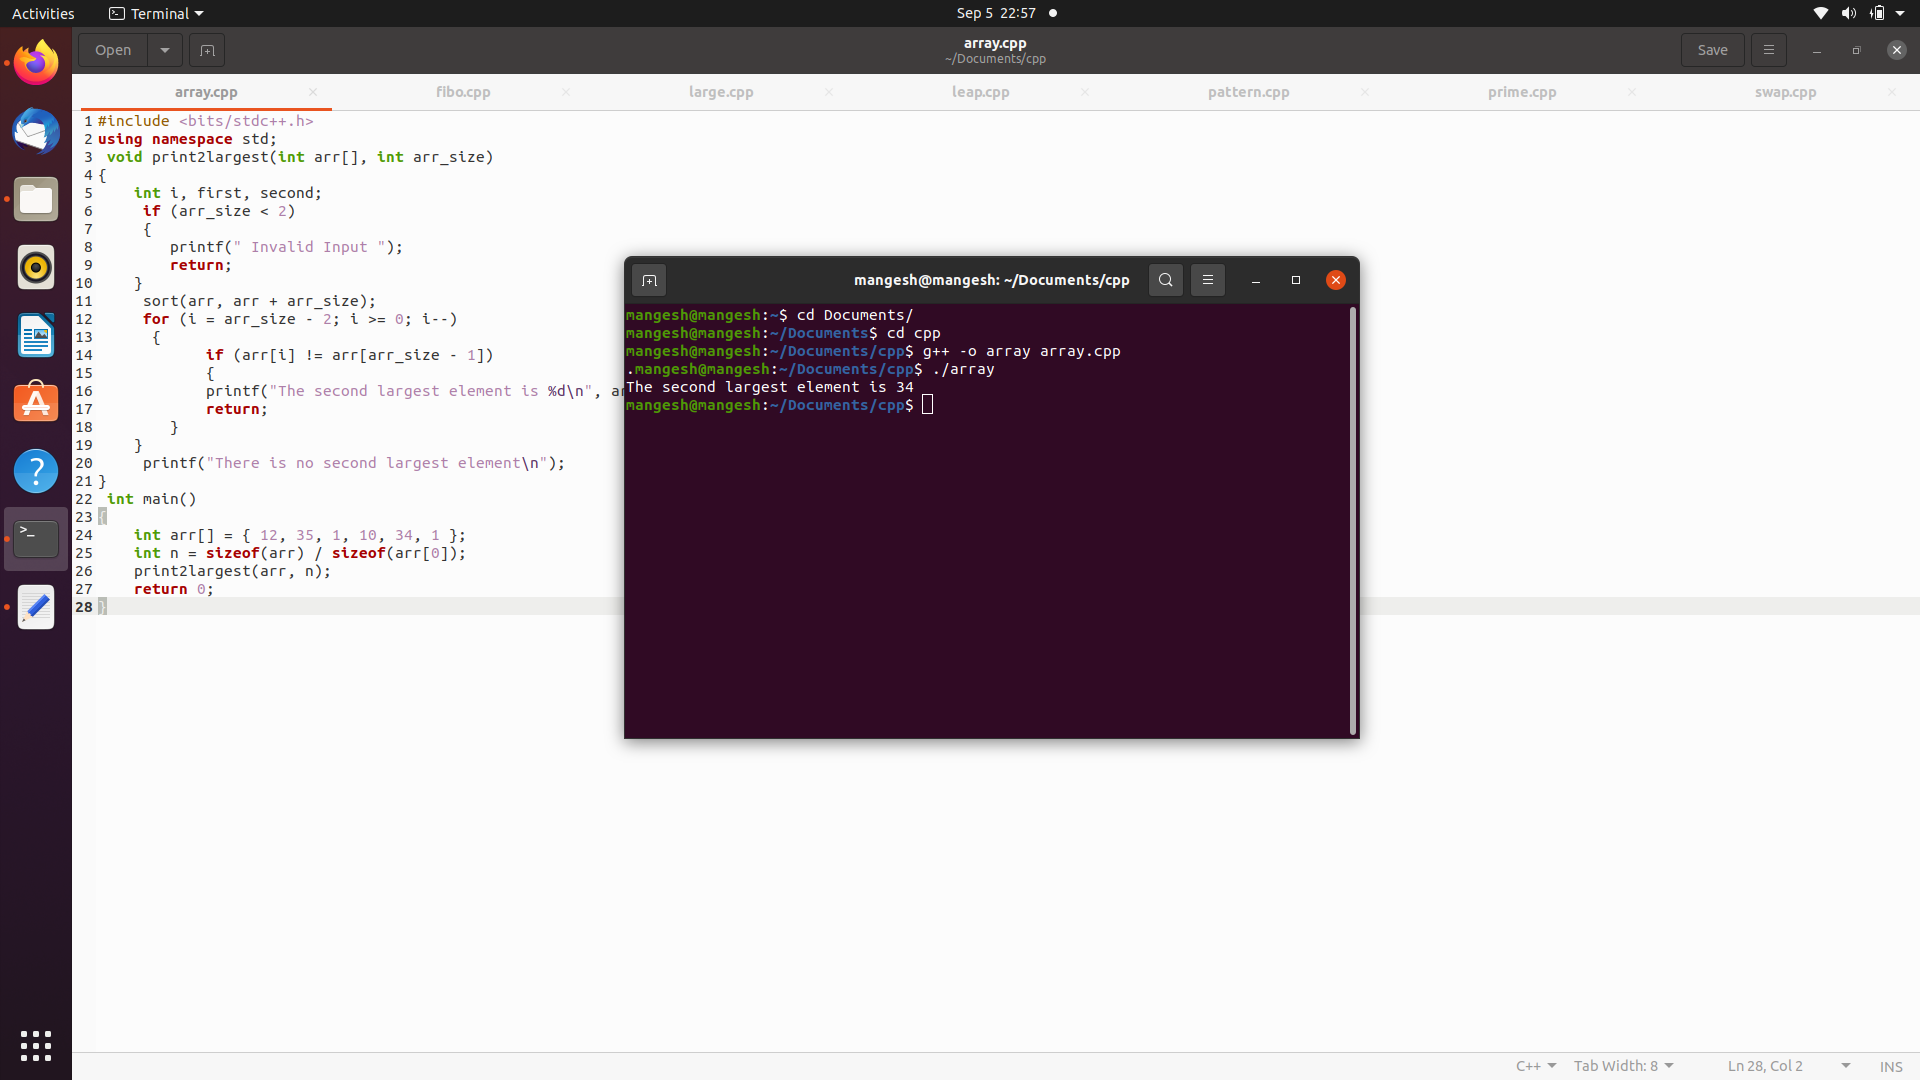 Activities Terminal Sep 5 22:57
Open array.cpp Save
~/Documents/cpp
array.cpp fibo.cpp large.cpp leap.cpp pattern.cpp prime.cpp swap.cpp
1 #include <bits/stdc++.h>
2 using namespace std;
3  void print2largest(int arr[], int arr_size)
4 {
5     int i, first, second;
6      if (arr_size < 2)
7      {
8         printf(" Invalid Input ");
9         return;
10     }
11      sort(arr, arr + arr_size);
12      for (i = arr_size - 2; i >= 0; i--)
13       {
14             if (arr[i] != arr[arr_size - 1])
15             {
16             printf("The second largest element is %d\n", ar
17             return;
18         }
19     }
20      printf("There is no second largest element\n");
21 }
22  int main()
23 {
24     int arr[] = { 12, 35, 1, 10, 34, 1 };
25     int n = sizeof(arr) / sizeof(arr[0]);
26     print2largest(arr, n);
27     return 0;
28 }
mangesh@mangesh: ~/Documents/cpp
mangesh@mangesh:~$ cd Documents/
mangesh@mangesh:~/Documents$ cd cpp
mangesh@mangesh:~/Documents/cpp$ g++ -o array array.cpp
.mangesh@mangesh:~/Documents/cpp$ ./array
The second largest element is 34
mangesh@mangesh:~/Documents/cpp$
C++ Tab Width: 8 Ln 28, Col 2 INS